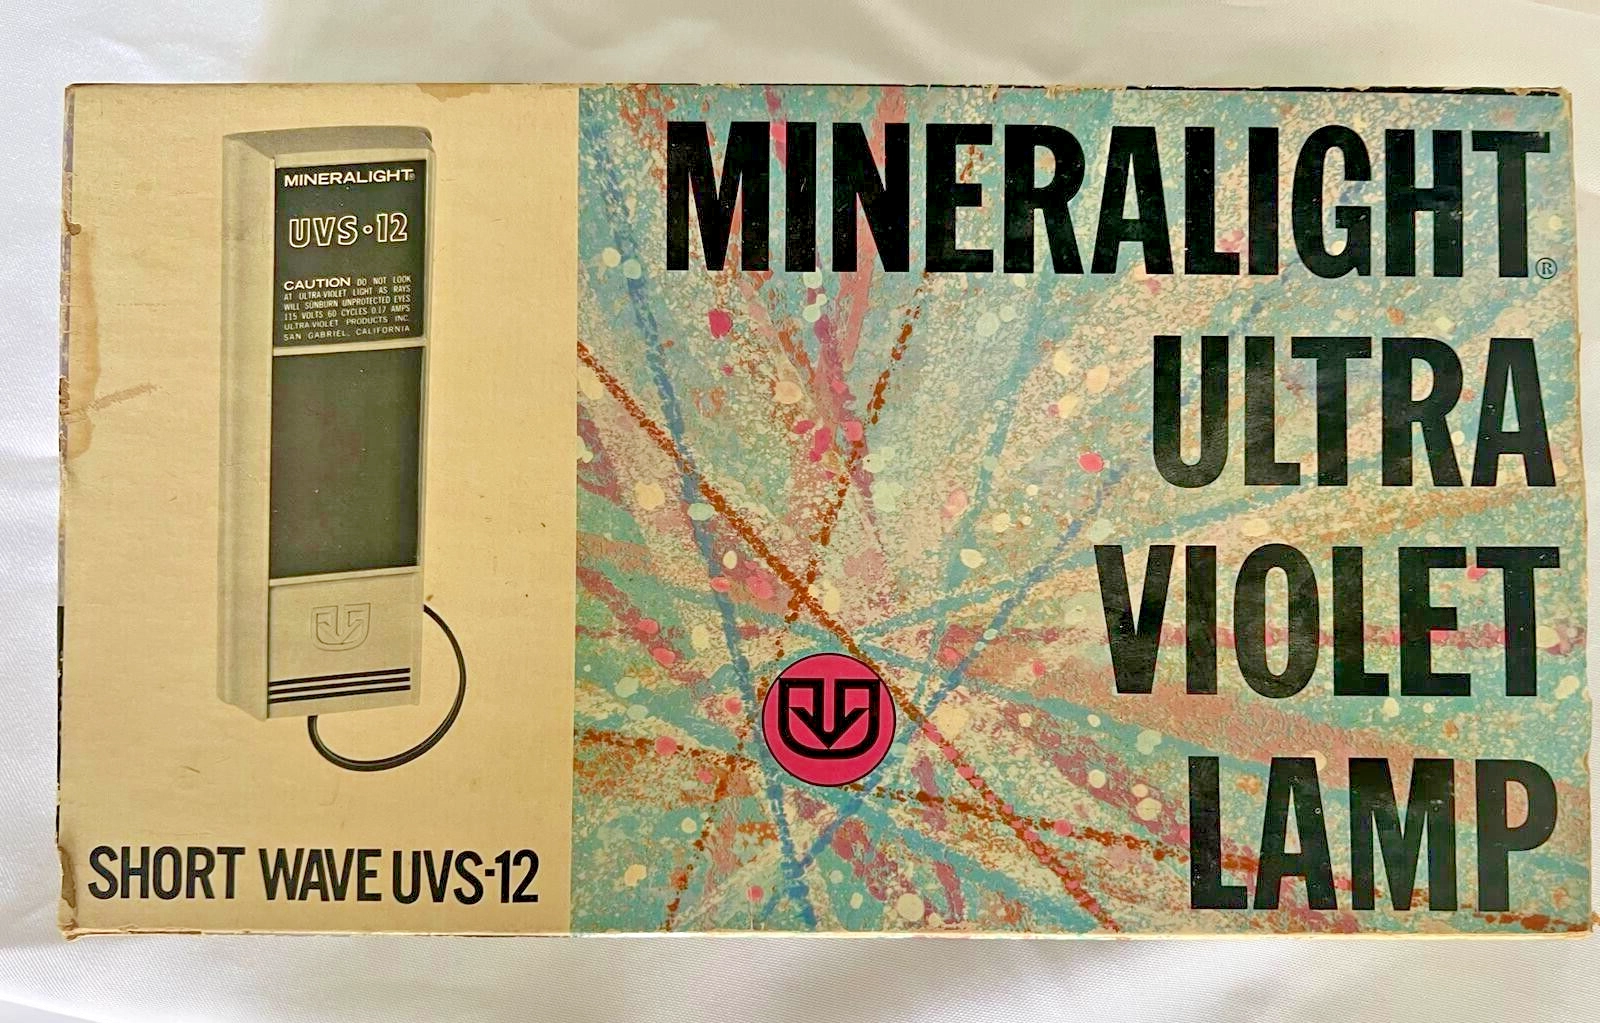 MINERALIGHT®
UVS·12
CAUTION DO NOT LOOK
AT ULTRA-VIOLET LIGHT AS RAYS
WILL SUNBURN UNPROTECTED EYES
115 VOLTS 60 CYCLES 0.17 AMPS
ULTRA-VIOLET PRODUCTS INC.
SAN GABRIEL, CALIFORNIA
SHORT WAVE UVS-12
MINERALIGHT®
ULTRA
VIOLET
LAMP